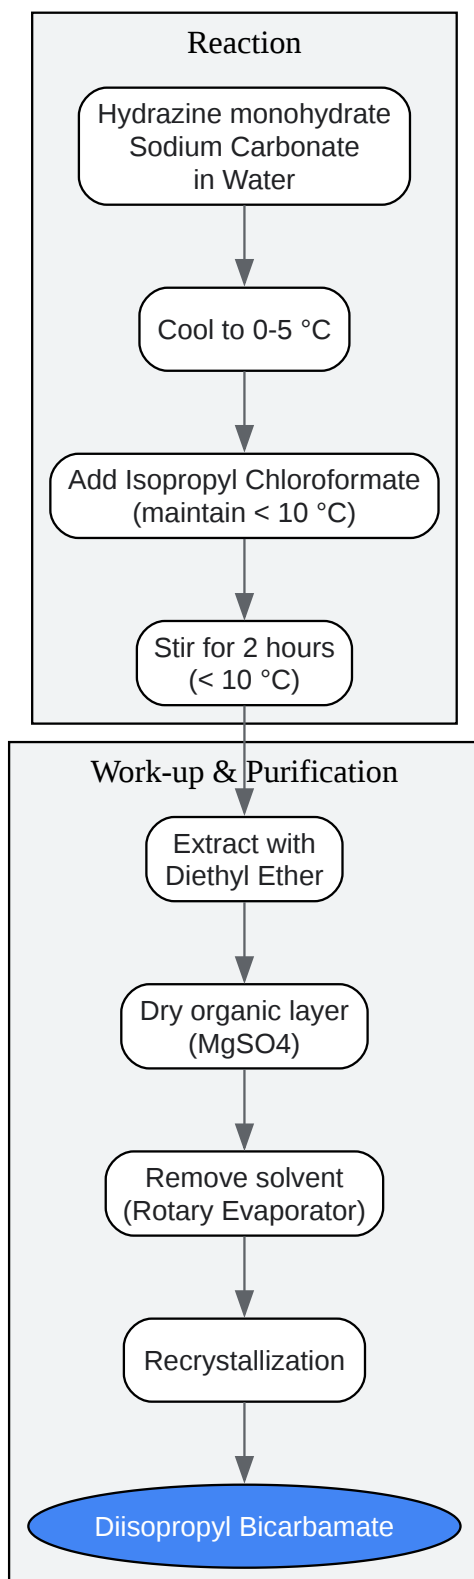 Reaction
Hydrazine monohydrate
Sodium Carbonate
in Water
Cool to 0-5 °C
Add Isopropyl Chloroformate
(maintain < 10 °C)
Stir for 2 hours
(< 10 °C)
Work-up & Purification
Extract with
Diethyl Ether
Dry organic layer
(MgSO4)
Remove solvent
(Rotary Evaporator)
Recrystallization
Diisopropyl Bicarbamate